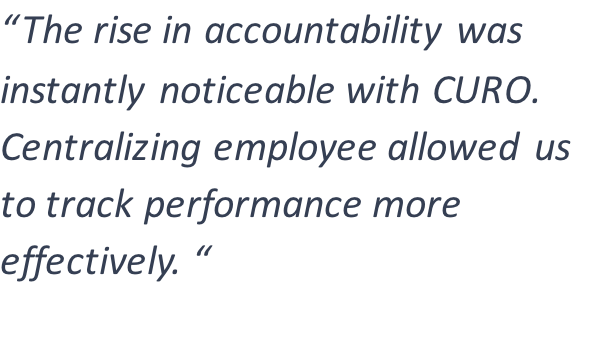 “The rise in accountability was
instantly noticeable with CURO.
Centralizing employee allowed us
to track performance more
effectively. “